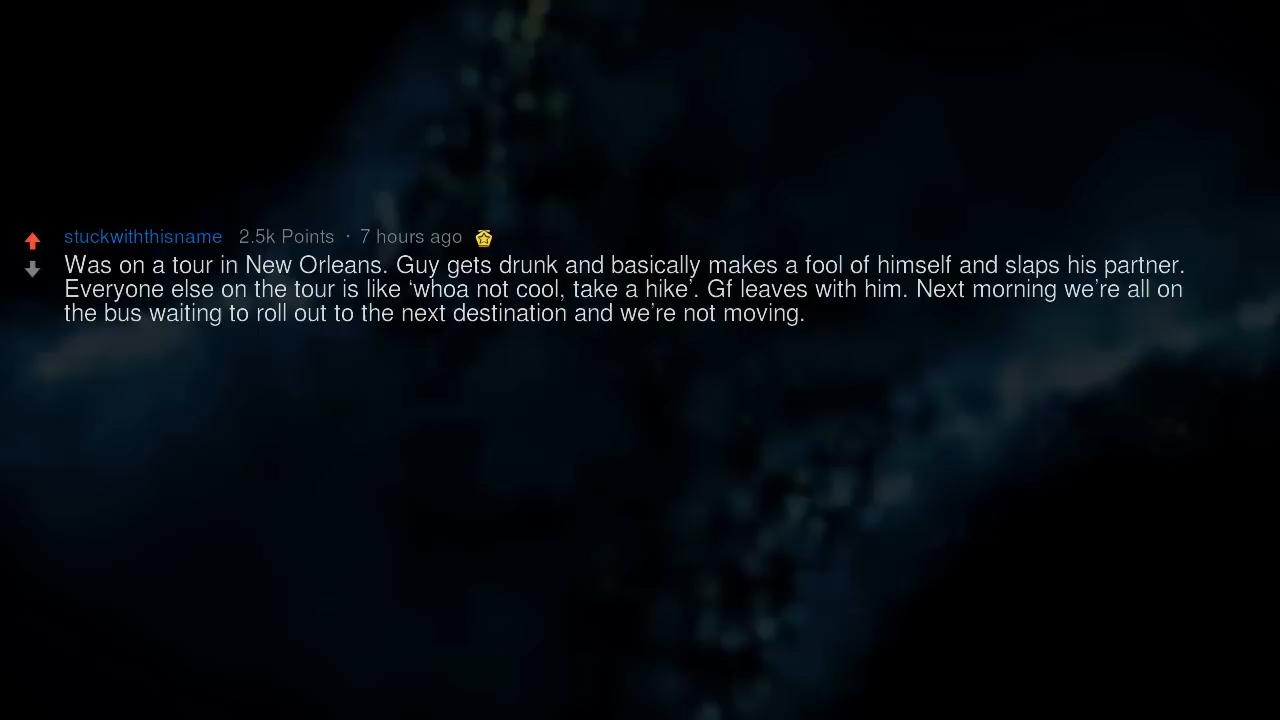 stuckwiththisname 2.5k Points · 7 hours ago
Was on a tour in New Orleans. Guy gets drunk and basically makes a fool of himself and slaps his partner.
Everyone else on the tour is like ‘whoa not cool, take a hike’. Gf leaves with him. Next morning we’re all on
the bus waiting to roll out to the next destination and we’re not moving.